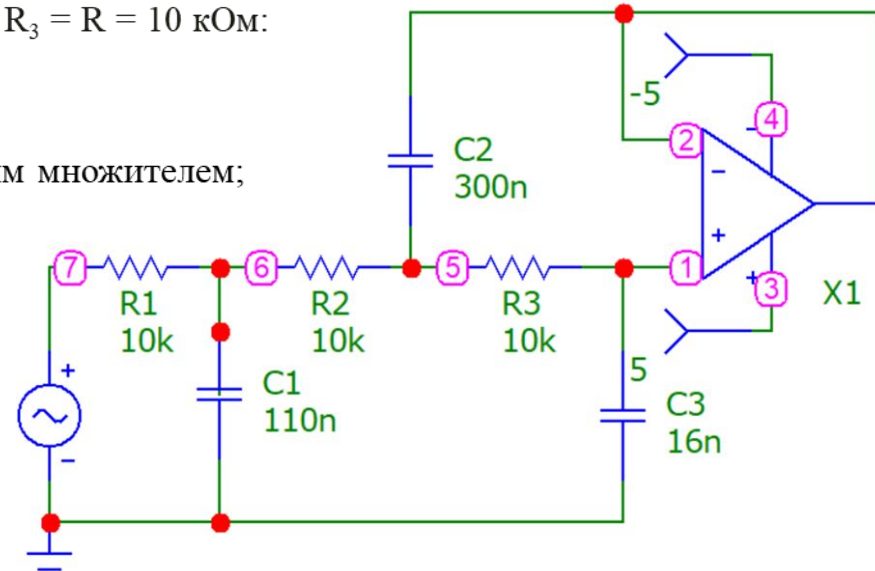 R₃ = R = 10 кОм:
-5
4
2
им множителем;
C2
300n
−
+
7
6
5
1
3
X1
R1
10k
R2
10k
R3
10k
+
−
C1
110n
5
C3
16n